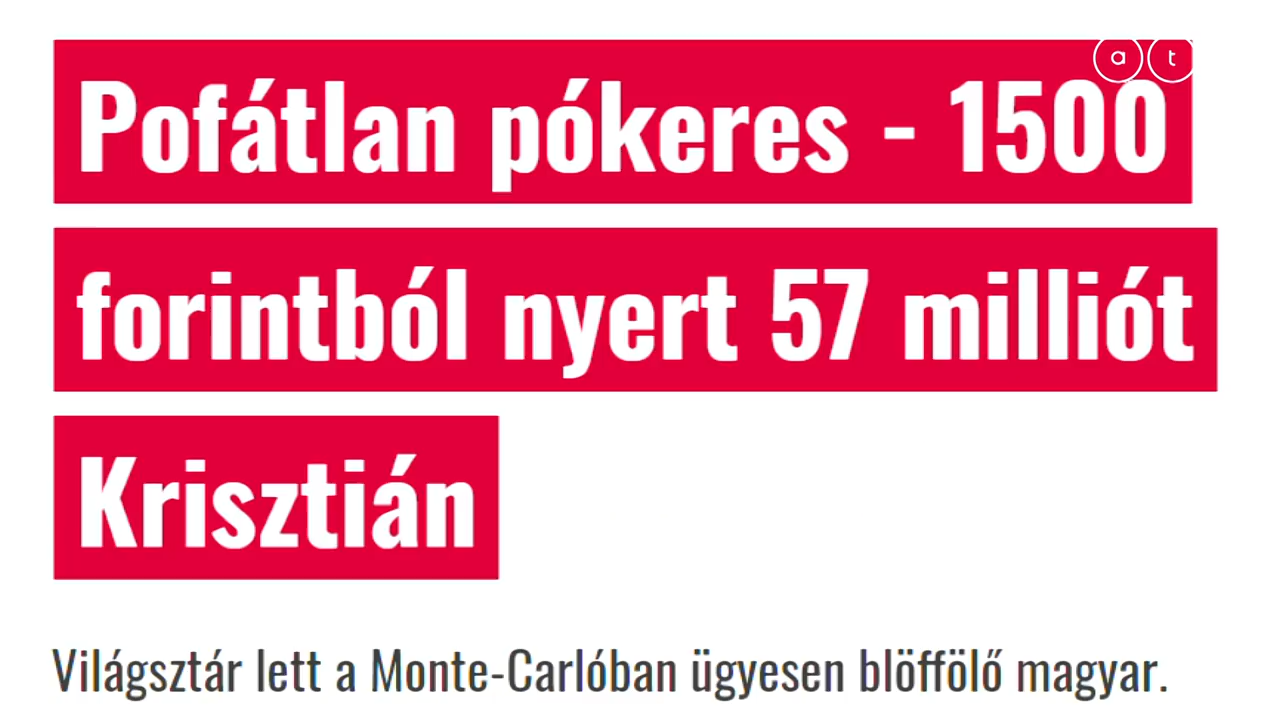 a t
Pofátlan pókeres - 1500
forintból nyert 57 milliót
Krisztián
Világsztár lett a Monte-Carlóban ügyesen blöffölő magyar.